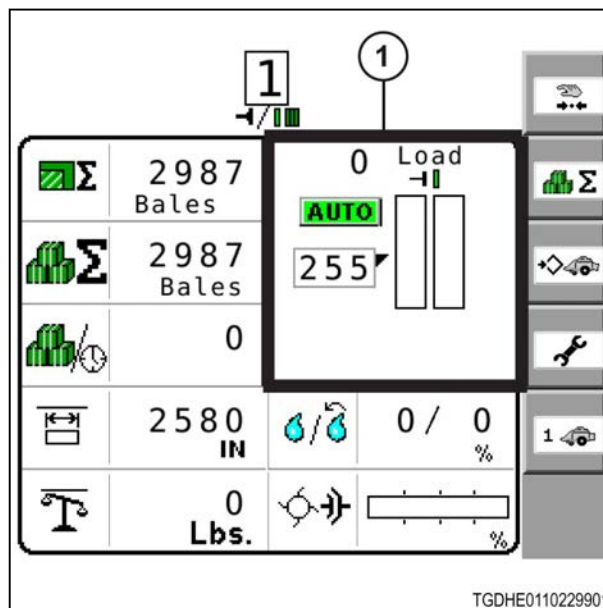 1
1
2987
Bales
Σ
0 Load
AUTO
Σ
2987
Bales
Σ
255
0
2580
IN
0 / 0
%
1
0
Lbs.
%
TGDHE011022990